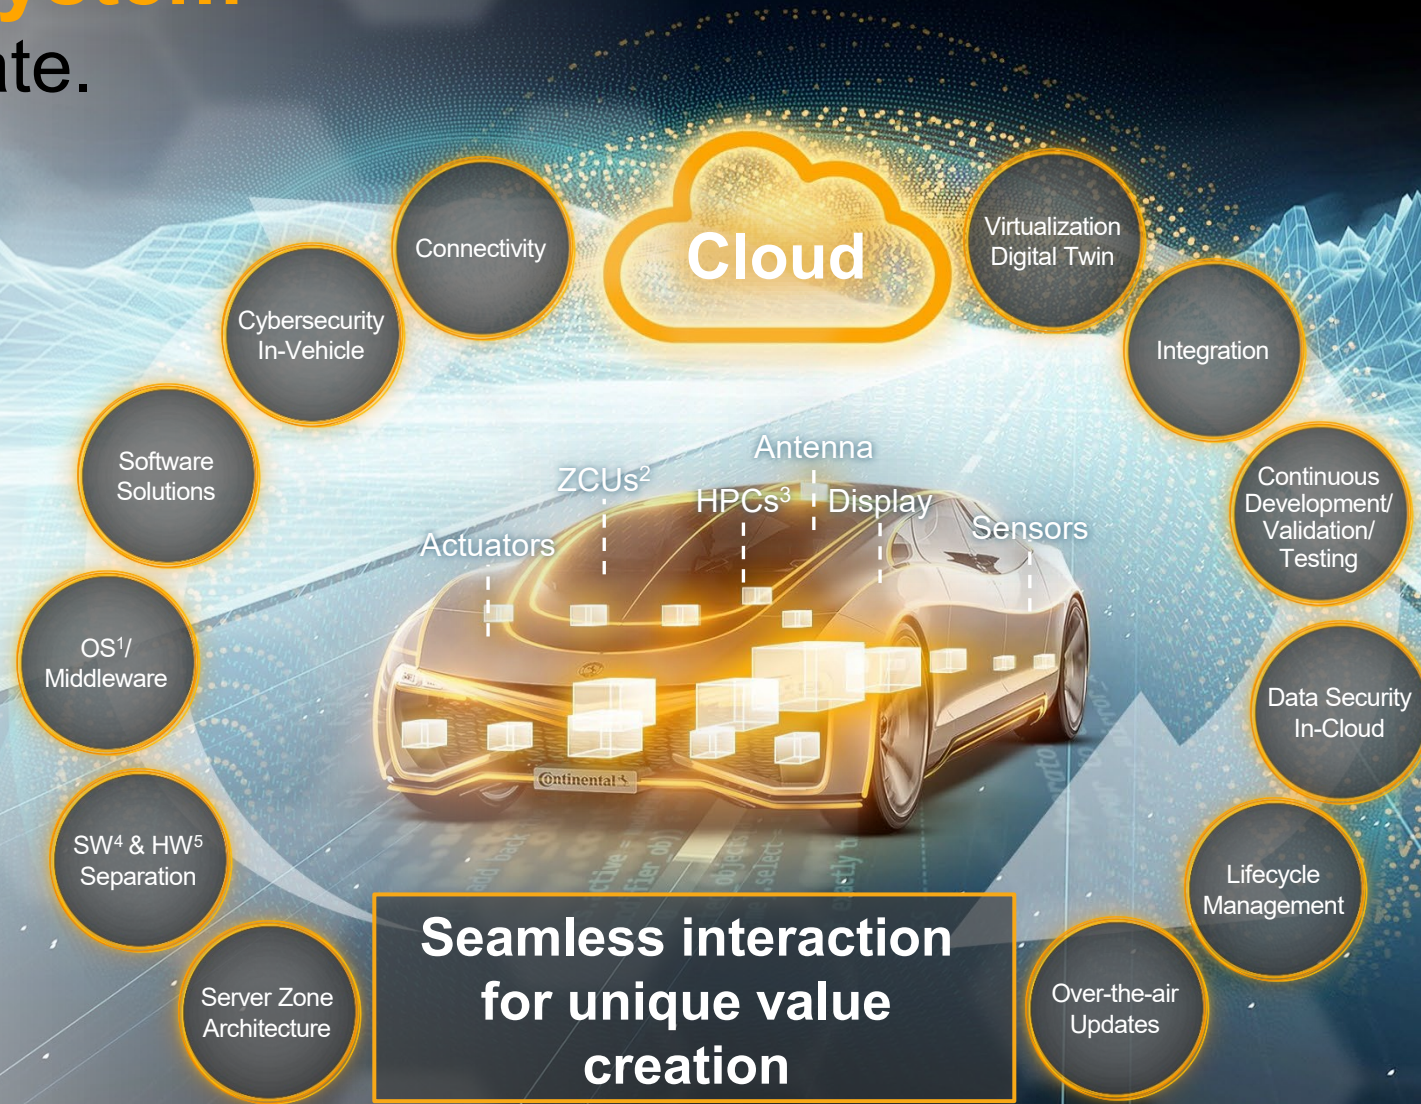 ate.
Cloud
Connectivity
Virtualization
Digital Twin
Cybersecurity
In-Vehicle
Integration
Software
Solutions
Continuous
Development/
Validation/
Testing
Antenna
ZCUs²
HPCs³
Display
Actuators
Sensors
OS¹/
Middleware
Data Security
In-Cloud
Continental
SW⁴ & HW⁵
Separation
Lifecycle
Management
Server Zone
Architecture
Over-the-air
Updates
Seamless interaction
for unique value
creation